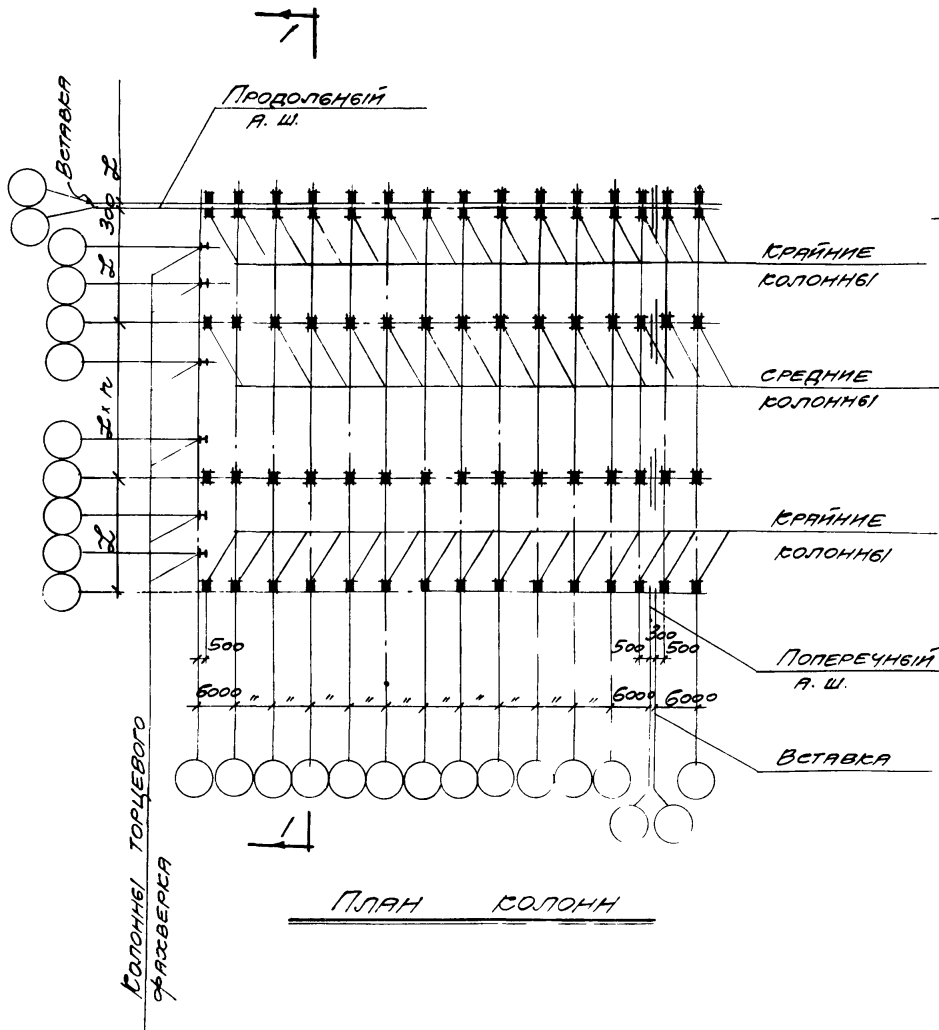 1
Вставка
Продольный
А. Ш.
L
300
L
L x n
L
Крайние
колонны
Средние
колонны
Крайние
колонны
500
500
300
500
6000 " " " " " " " " " " 6000 6000
Поперечный
А. Ш.
Вставка
1
Колонны торцевого
фахверка
План колонн